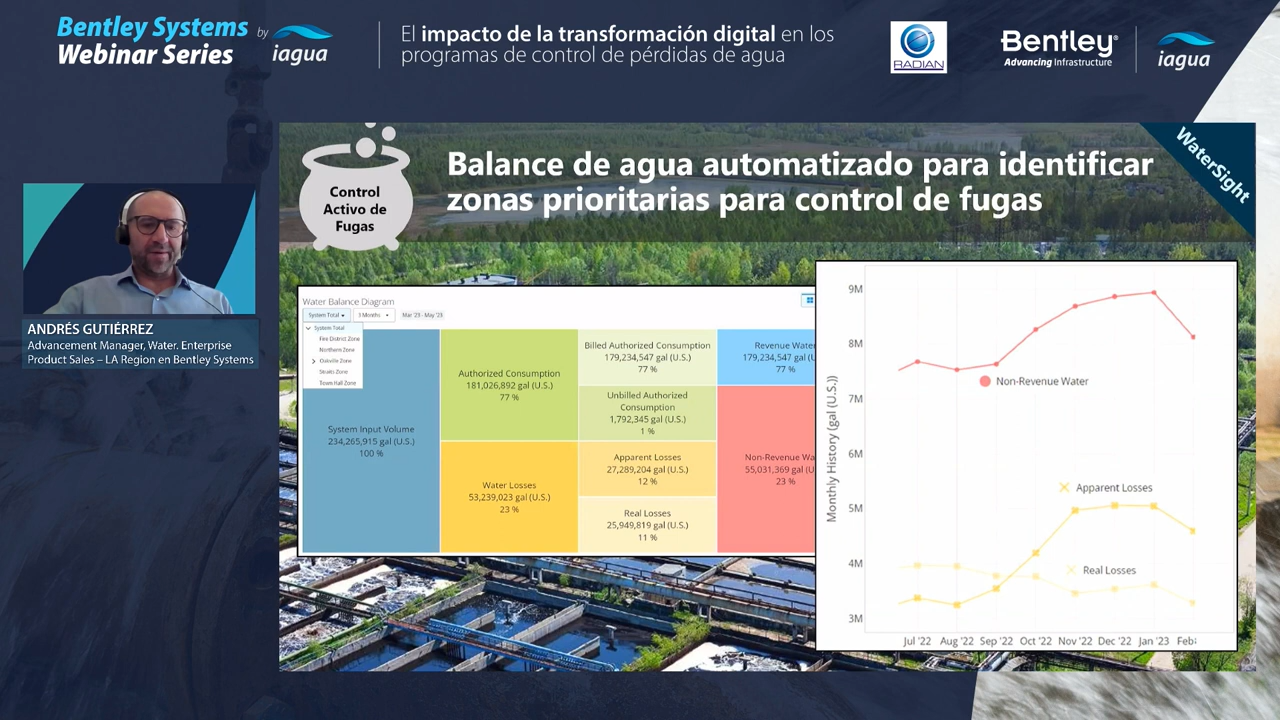 Bentley Systems
Webinar Series
by
iagua
El impacto de la transformación digital en los
programas de control de pérdidas de agua
RADIAN
Bentley®
Advancing Infrastructure
iagua
Control
Activo de
Fugas
Balance de agua automatizado para identificar
zonas prioritarias para control de fugas
WaterSight
ANDRÉS GUTIÉRREZ
Advancement Manager, Water. Enterprise
Product Sales – LA Region en Bentley Systems
Water Balance Diagram
System Total
3 Months
Mar '23 - May '23
System Total
Fire District Zone
Northern Zone
Oakville Zone
Straits Zone
Town Hall Zone
System Input Volume
234,265,915 gal (U.S.)
100 %
Authorized Consumption
181,026,892 gal (U.S.)
77 %
Water Losses
53,239,023 gal (U.S.)
23 %
Billed Authorized Consumption
179,234,547 gal (U.S.)
77 %
Unbilled Authorized
Consumption
1,792,345 gal (U.S.)
1 %
Apparent Losses
27,289,204 gal (U.S.)
12 %
Real Losses
25,949,819 gal (U.S.)
11 %
Revenue Water
179,234,547 gal (U.S
77 %
Non-Revenue Wa
55,031,369 gal (U.S
23 %
Monthly History (gal (U.S.))
9M
8M
7M
6M
5M
4M
3M
Non-Revenue Water
Apparent Losses
Real Losses
Jul '22 Aug '22 Sep '22 Oct '22 Nov '22 Dec '22 Jan '23 Feb